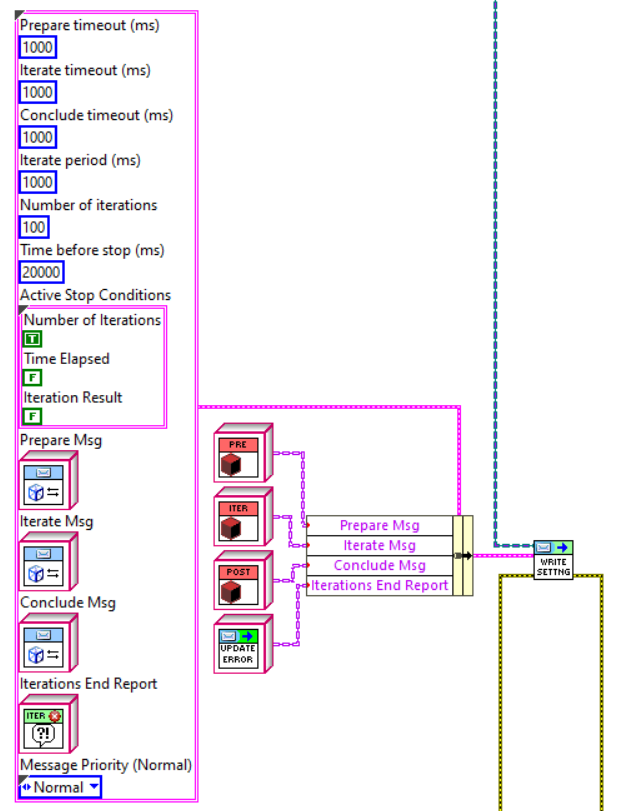 Prepare timeout (ms)
1000
Iterate timeout (ms)
1000
Conclude timeout (ms)
1000
Iterate period (ms)
1000
Number of iterations
100
Time before stop (ms)
20000
Active Stop Conditions
Number of Iterations
T
Time Elapsed
F
Iteration Result
F
Prepare Msg
Iterate Msg
Conclude Msg
Iterations End Report
ITER
?!
Message Priority (Normal)
Normal
PRE
ITER
POST
UPDATE
ERROR
Prepare Msg
Iterate Msg
Conclude Msg
Iterations End Report
WRITE
SETTNG